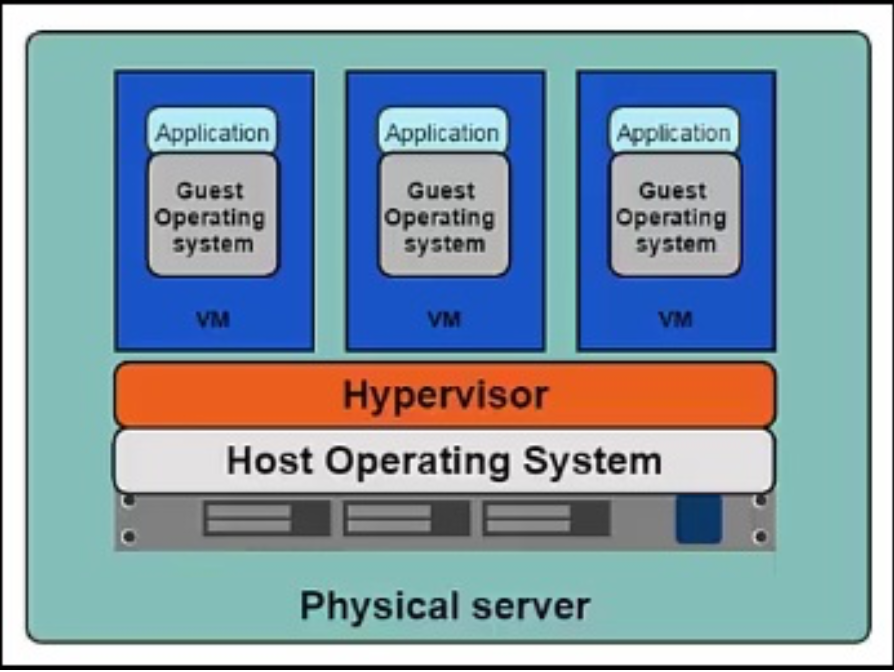 Application
Application
Application
Guest
Operating
system
Guest
Operating
system
Guest
Operating
system
VM
VM
VM
Hypervisor
Host Operating System
Physical server